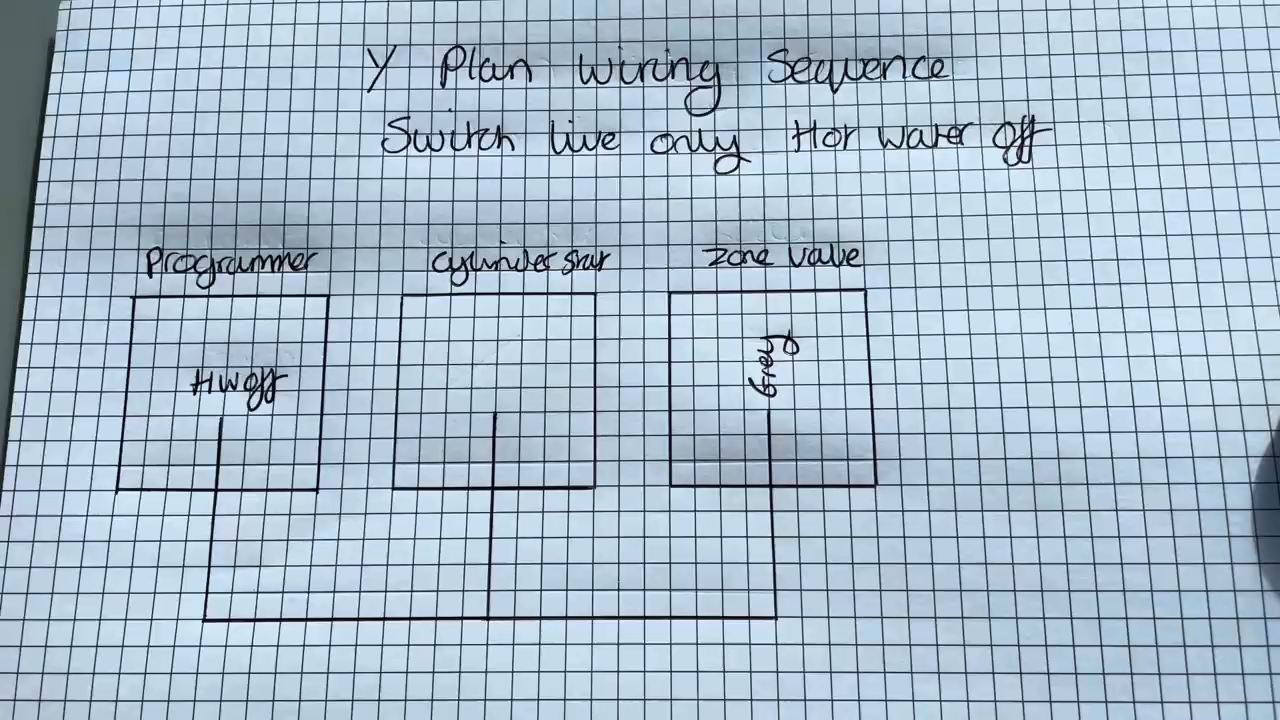 Y Plan wiring Sequence
Switch live only Hot water off
Programmer cylinder stat zone valve
HW off Grey